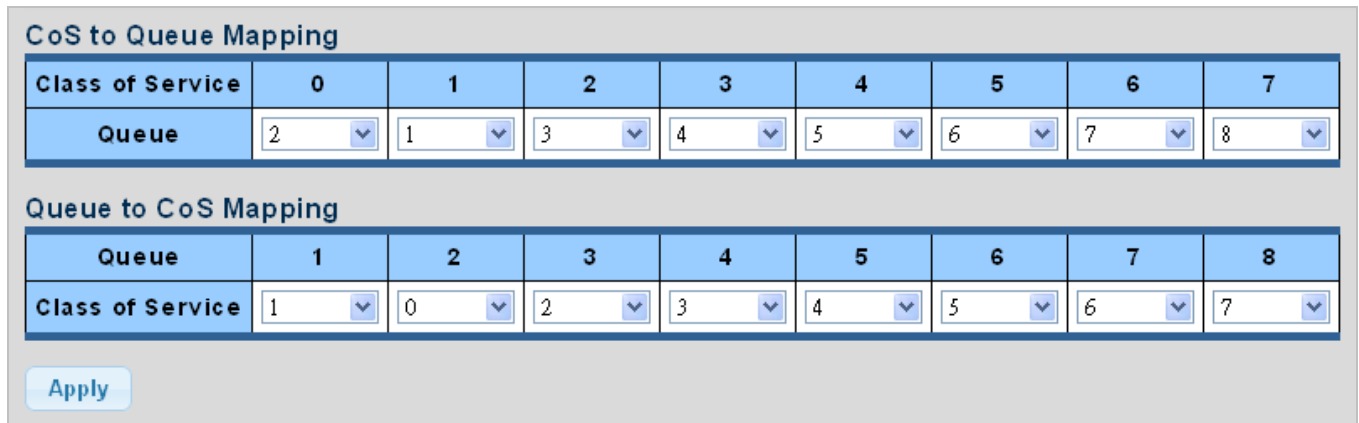 CoS to Queue Mapping
Class of Service 0 1 2 3 4 5 6 7
Queue 2 1 3 4 5 6 7 8
Queue to CoS Mapping
Queue 1 2 3 4 5 6 7 8
Class of Service 1 0 2 3 4 5 6 7
Apply